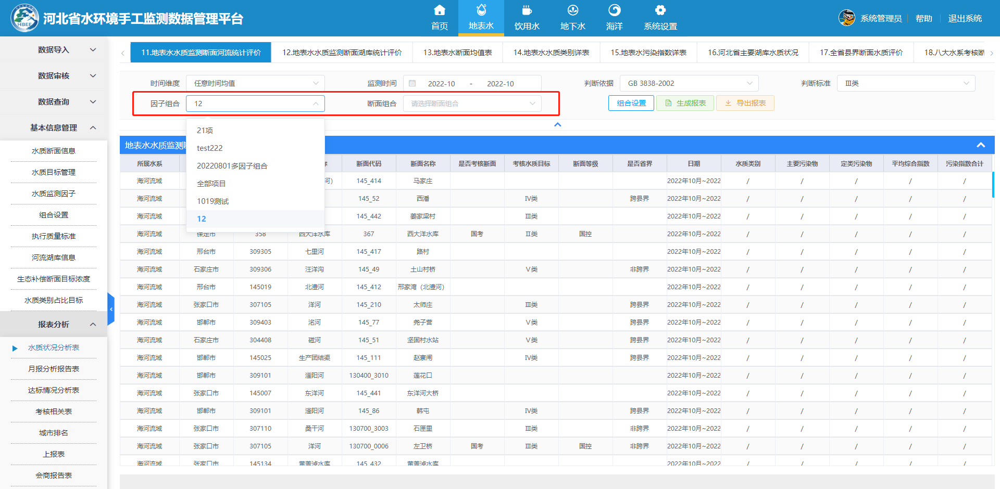 河北省水环境手工监测数据管理平台
首页
地表水
饮用水
地下水
海洋
系统设置
系统管理员
帮助
退出系统
数据导入
数据审核
数据查询
基本信息管理
水质断面信息
水质目标管理
水质监测因子
组合设置
执行质量标准
河流湖库信息
生态补偿断面目标浓度
水质类别占比目标
报表分析
水质状况分析表
月报分析报告表
达标情况分析表
考核相关表
城市排名
上报表
会商报告表
11.地表水水质监测断面河流统计评价
12.地表水水质监测断面湖库统计评价
13.地表水断面均值表
14.地表水水质类别详表
15.地表水污染指数详表
16.河北省主要湖库水质状况
17.全省县界断面水质评价
18.八大水系考核断
时间维度 任意时间均值
监测时间 2022-10 - 2022-10
判断依据 GB 3838-2002
判断标准 Ⅲ类
因子组合 12
断面组合 请选择断面组合
组合设置 生成报表 导出报表
21项
test222
20220801多因子组合
全部项目
1019测试
12
地表水水质监测
所属水系 断面代码 断面名称 是否考核断面 考核水质目标 断面等级 是否省界 日期 水质类别 主要污染物 定类污染物 平均综合指数 污染指数合计
海河流域 河） 145_414 马家庄 2022年10月~2022 / / / / /
海河流域 145_52 西潘 Ⅳ类 跨县界 2022年10月~2022 / / / / /
海河流域 145_442 姜家梁村 Ⅲ类 2022年10月~2022 / / / / /
海河流域 保定市 358 西大洋水库 367 西大洋水库 国考 Ⅱ类 国控 2022年10月~2022 / / / / /
海河流域 邢台市 309305 七里河 145_417 路村 2022年10月~2022 / / / / /
海河流域 石家庄市 309306 汪洋沟 145_49 土山村桥 Ⅴ类 非跨界 2022年10月~2022 / / / / /
海河流域 邢台市 145019 北澧河 145_412 邢家湾（北澧河） 2022年10月~2022 / / / / /
海河流域 张家口市 307105 洋河 145_210 太师庄 Ⅲ类 跨县界 2022年10月~2022 / / / / /
海河流域 邯郸市 309403 洺河 145_77 尧子营 Ⅴ类 跨县界 2022年10月~2022 / / / / /
海河流域 石家庄市 304408 磁河 145_51 坚固村水站 Ⅴ类 跨县界 2022年10月~2022 / / / / /
海河流域 邯郸市 145025 生产团结渠 145_111 赵寨闸 Ⅳ类 跨县界 2022年10月~2022 / / / / /
海河流域 邯郸市 309101 滏阳河 130400_3010 莲花口 2022年10月~2022 / / / / /
海河流域 张家口市 145007 东洋河 145_441 东洋河大桥 2022年10月~2022 / / / / /
海河流域 邯郸市 309101 滏阳河 145_86 韩屯 Ⅳ类 跨县界 2022年10月~2022 / / / / /
海河流域 张家口市 307110 桑干河 130700_3003 石匣里 Ⅲ类 非跨界 2022年10月~2022 / / / / /
海河流域 张家口市 307105 洋河 130700_0006 左卫桥 国考 Ⅲ类 国控 非跨界 2022年10月~2022 / / / / /
海河流域 张家口市 145134 黄盖淖水库 145_432 黄盖淖水库 2022年10月~2022 / / / / /